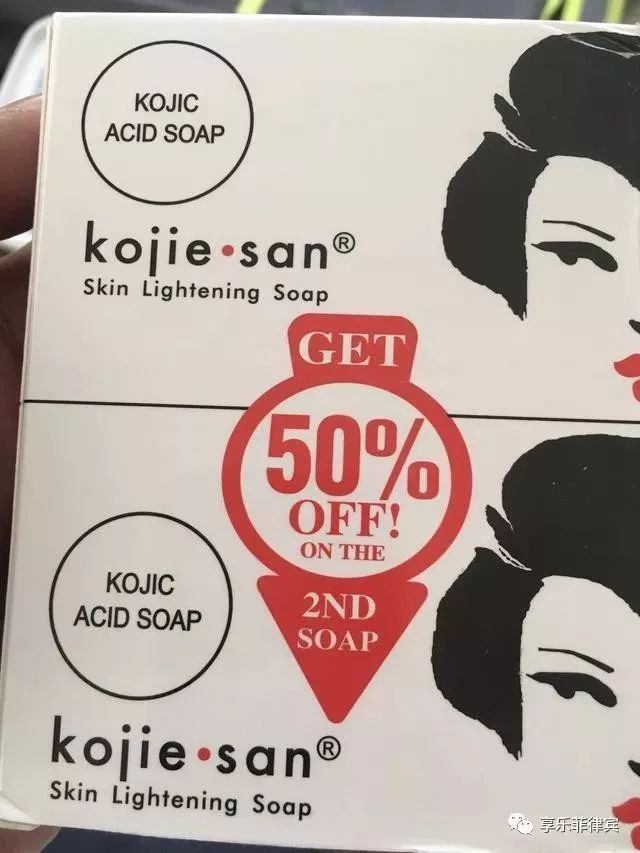 KOJIC
ACID SOAP
kojie·san®
Skin Lightening Soap
GET
50%
OFF!
ON THE
2ND
SOAP
KOJIC
ACID SOAP
kojie·san®
Skin Lightening Soap
享乐菲律宾